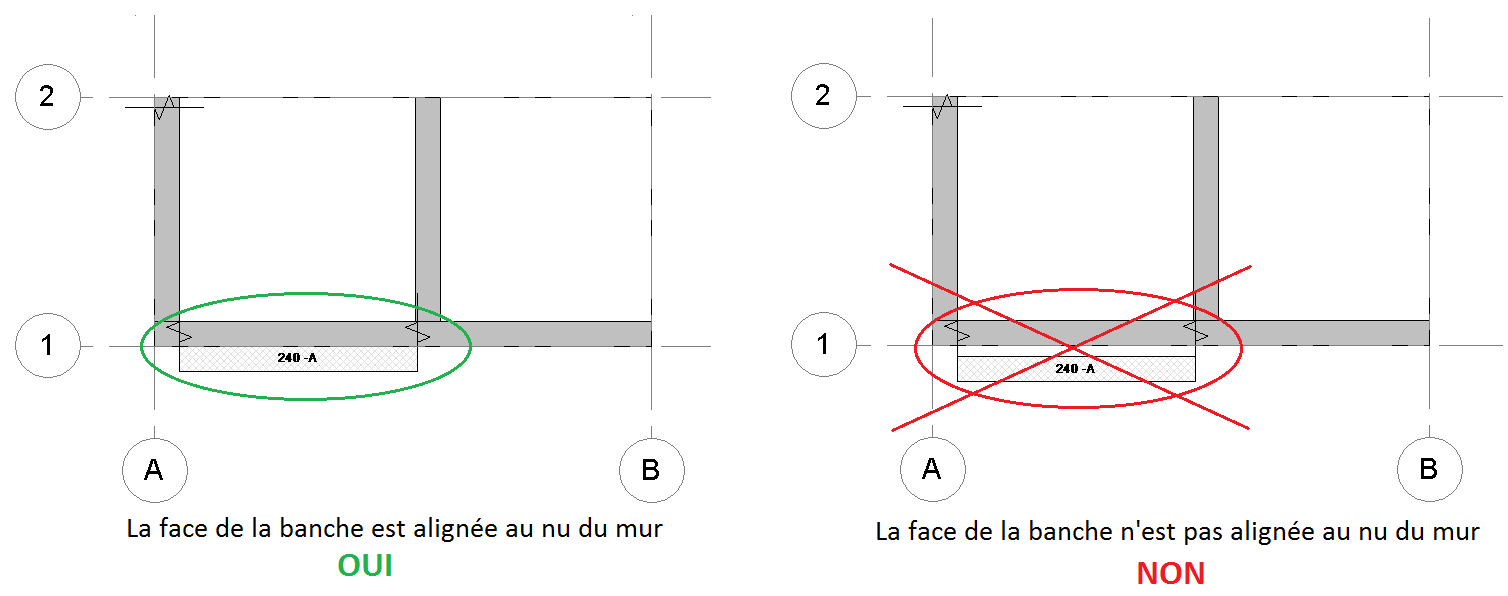 2
1
240 -A
A
B
La face de la banche est alignée au nu du mur
OUI
2
1
240 -A
A
B
La face de la banche n'est pas alignée au nu du mur
NON